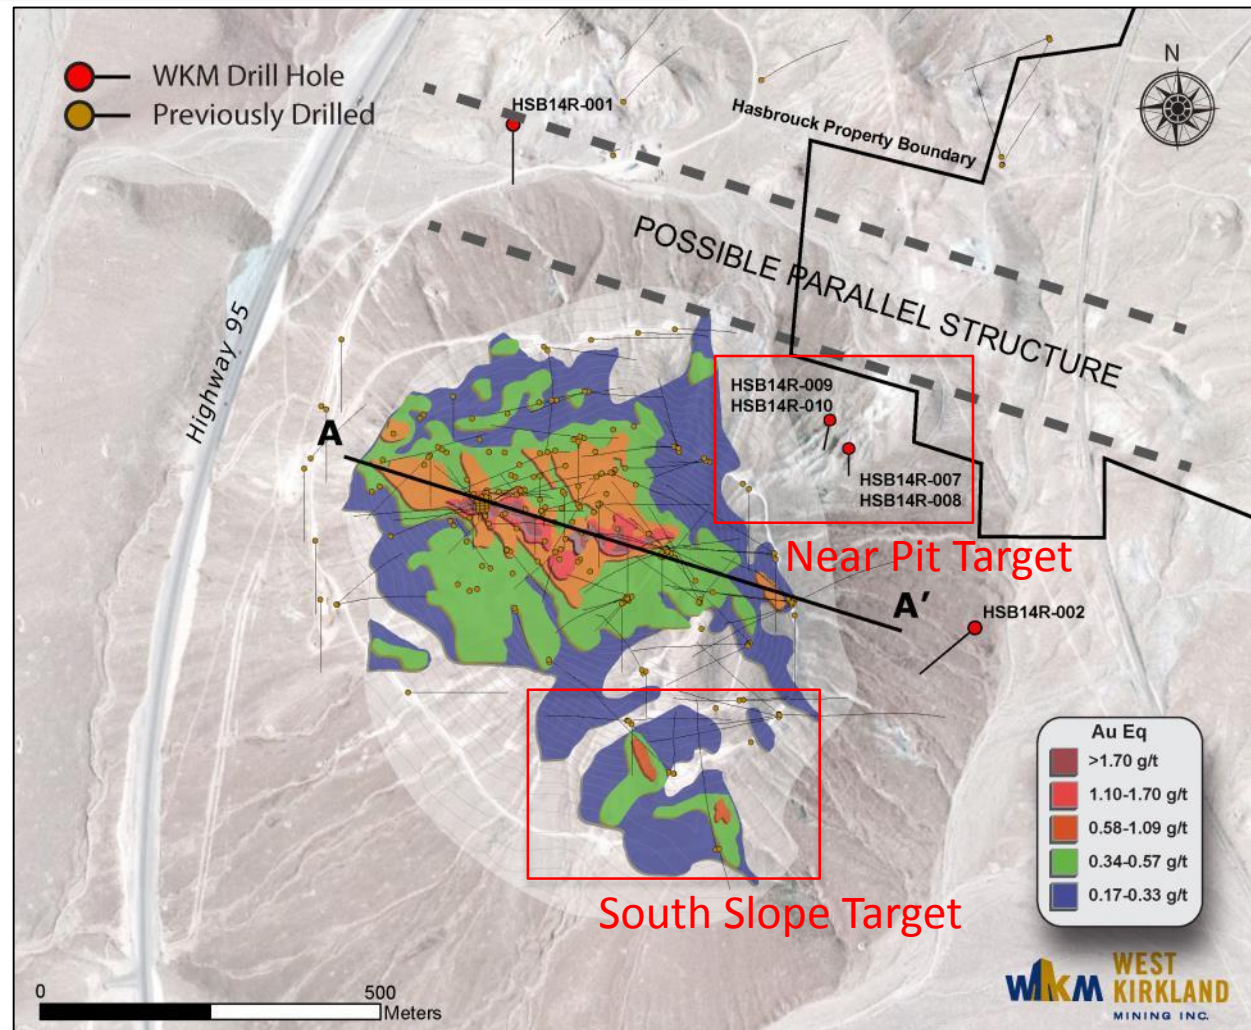 WKM Drill Hole
Previously Drilled
HSB14R-001
N
Hasbrouck Property Boundary
POSSIBLE PARALLEL STRUCTURE
Highway 95
HSB14R-009
HSB14R-010
A
HSB14R-007
HSB14R-008
Near Pit Target
A'
HSB14R-002
South Slope Target
Au Eq
>1.70 g/t
1.10-1.70 g/t
0.58-1.09 g/t
0.34-0.57 g/t
0.17-0.33 g/t
0 500
Meters
WKM WEST
KIRKLAND
MINING INC.